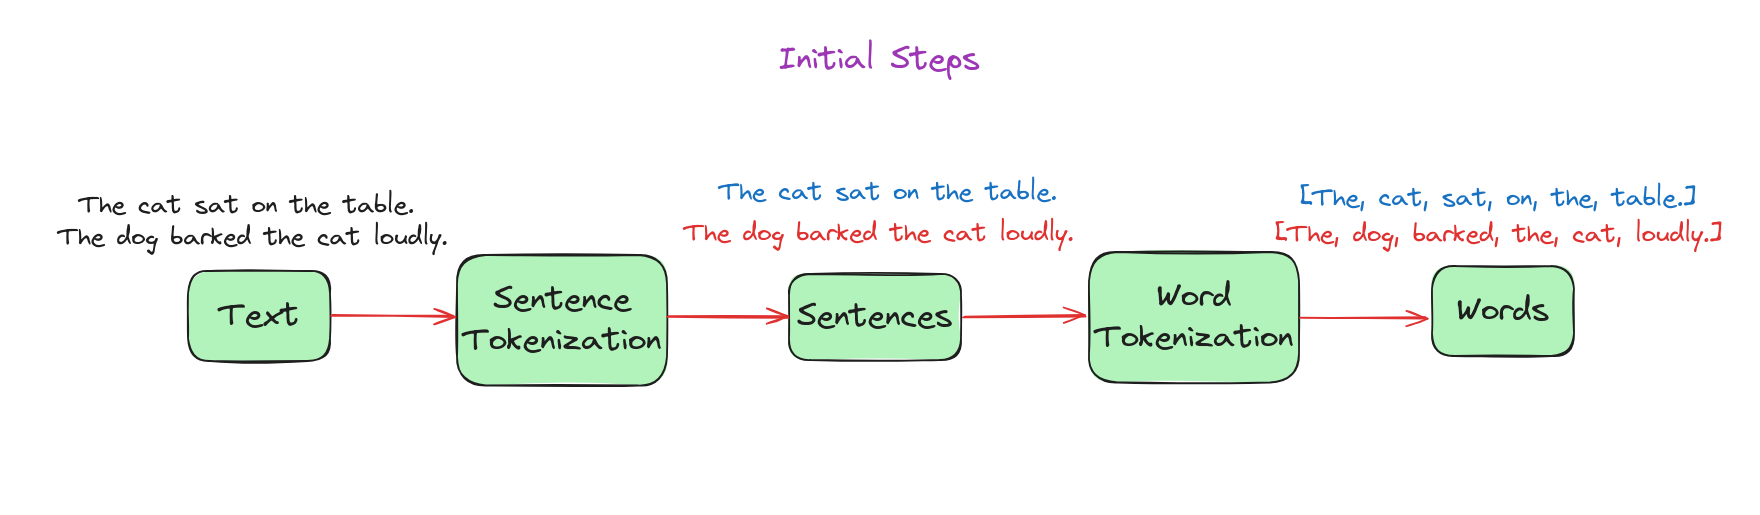 Initial Steps
The cat sat on the table.
The dog barked the cat loudly.
The cat sat on the table.
The dog barked the cat loudly.
[The, cat, sat, on, the, table.]
[The, dog, barked, the, cat, loudly.]
Text
Sentence
Tokenization
Sentences
Word
Tokenization
Words